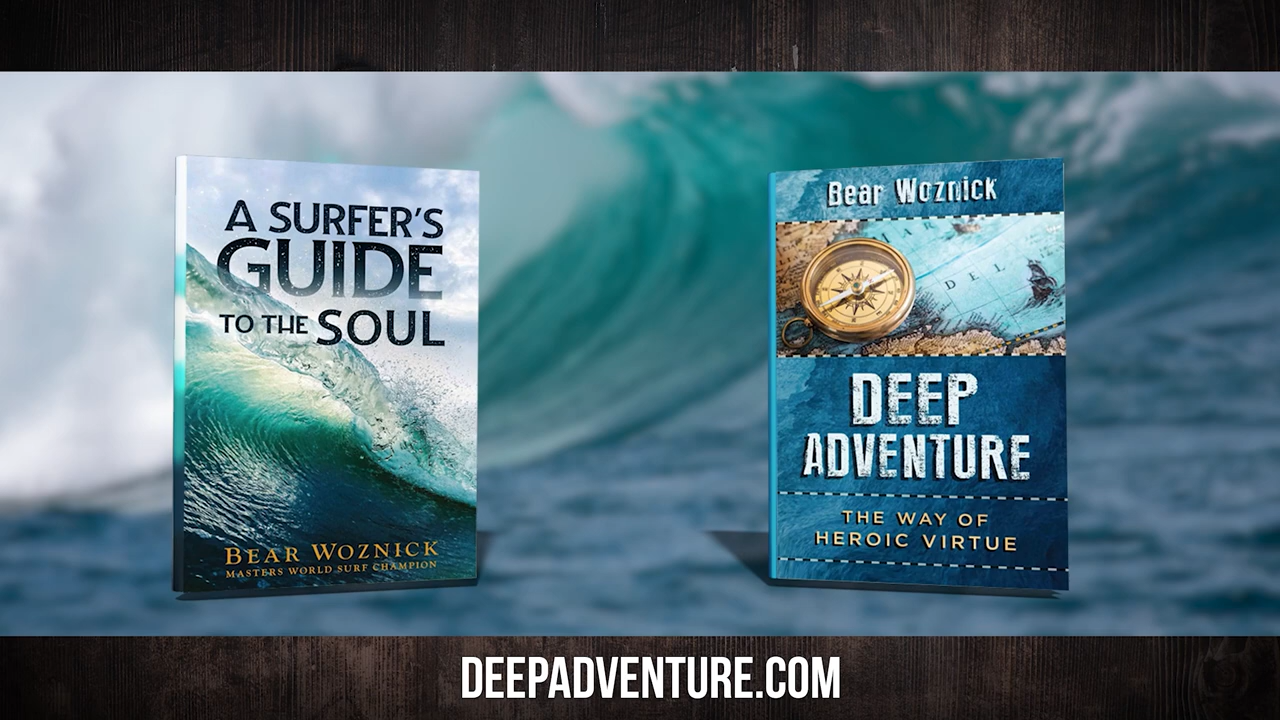 A SURFER'S
GUIDE
TO THE SOUL
BEAR WOZNICK
MASTERS WORLD SURF CHAMPION
Bear Woznick
DEL
DEEP
ADVENTURE
THE WAY OF
HEROIC VIRTUE
DEEPADVENTURE.COM